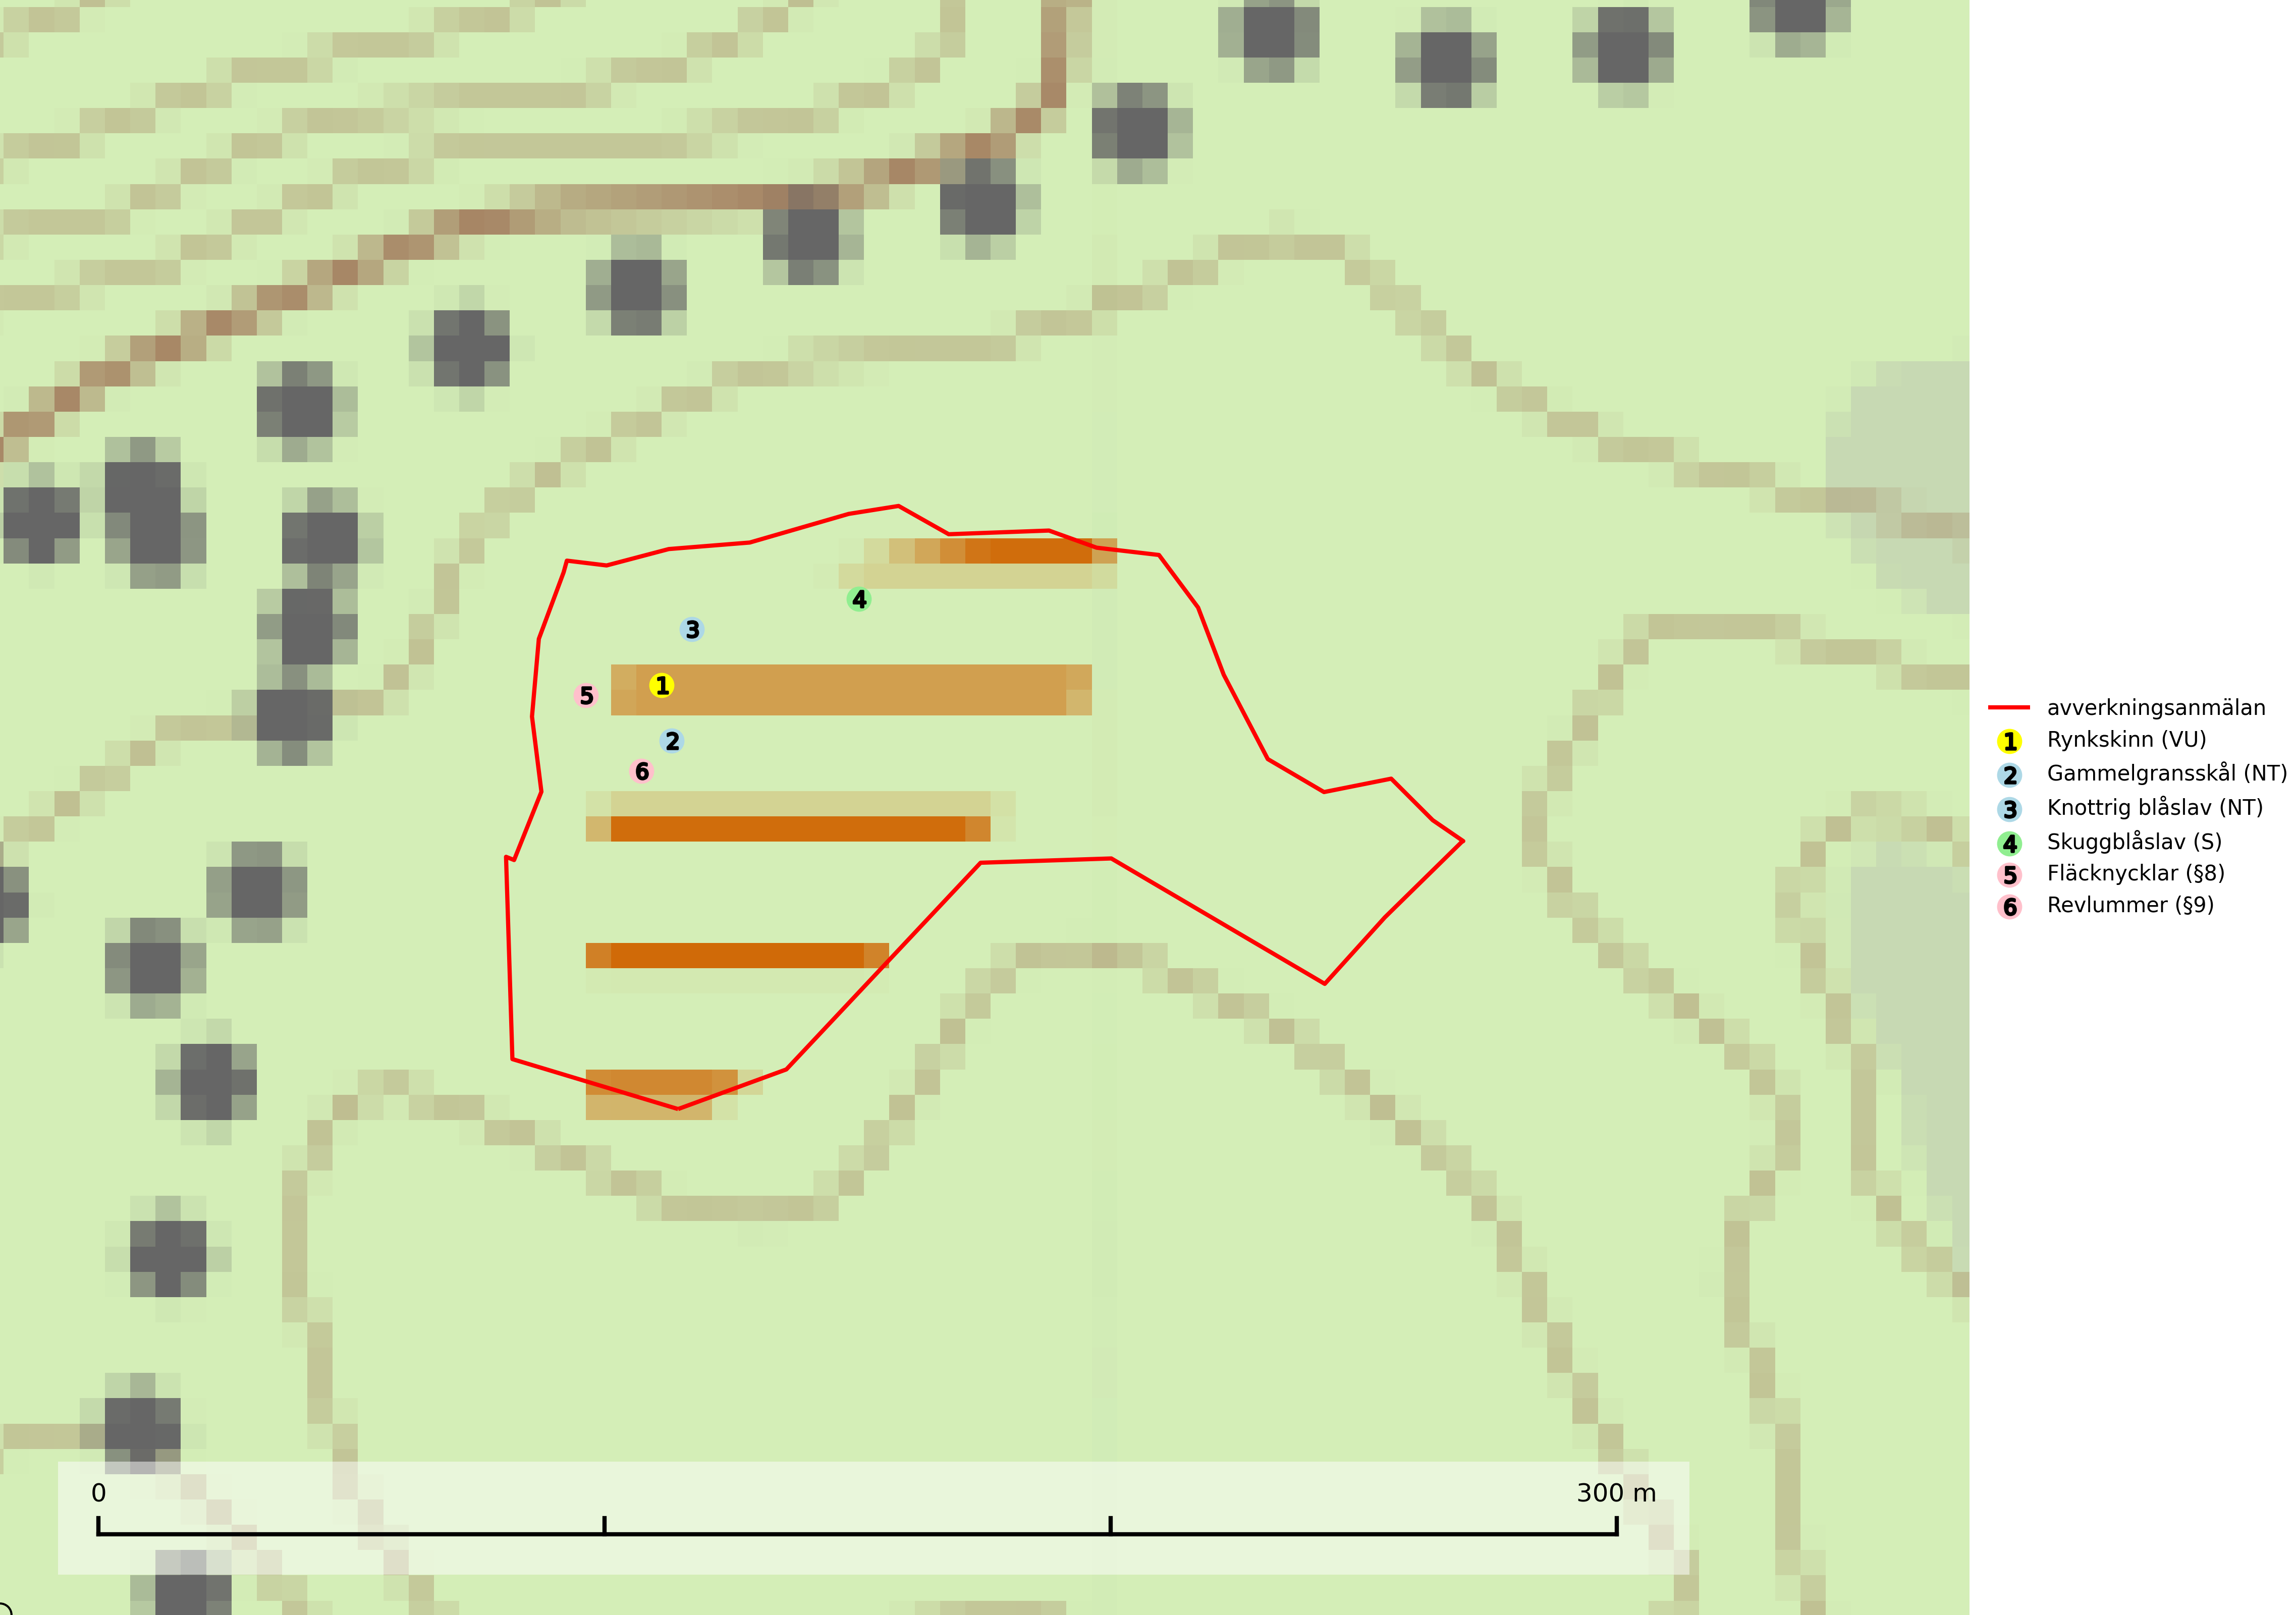 4
3
1
5
2
6
avverkningsanmälan
1 Rynkskinn (VU)
2 Gammelgransskål (NT)
3 Knottrig blåslav (NT)
4 Skuggblåslav (S)
5 Fläcknycklar (§8)
6 Revlummer (§9)
0 300 m